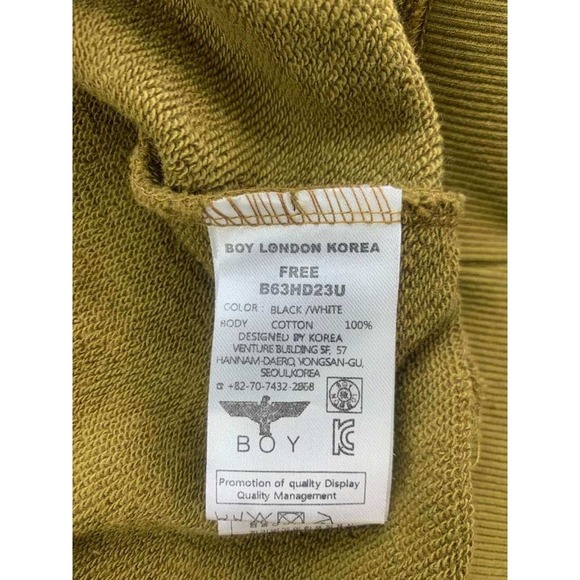 BOY LONDON KOREA
FREE
B63HD23U
COLOR : BLACK /WHITE
BODY COTTON 100%
DESIGNED BY KOREA
VENTURE BUILDING 5F, 57
HANNAM-DAERO, YONGSAN-GU,
SEOUL,KOREA
☎ +82-70-7432-2868
BOY
Promotion of quality Display
Quality Management